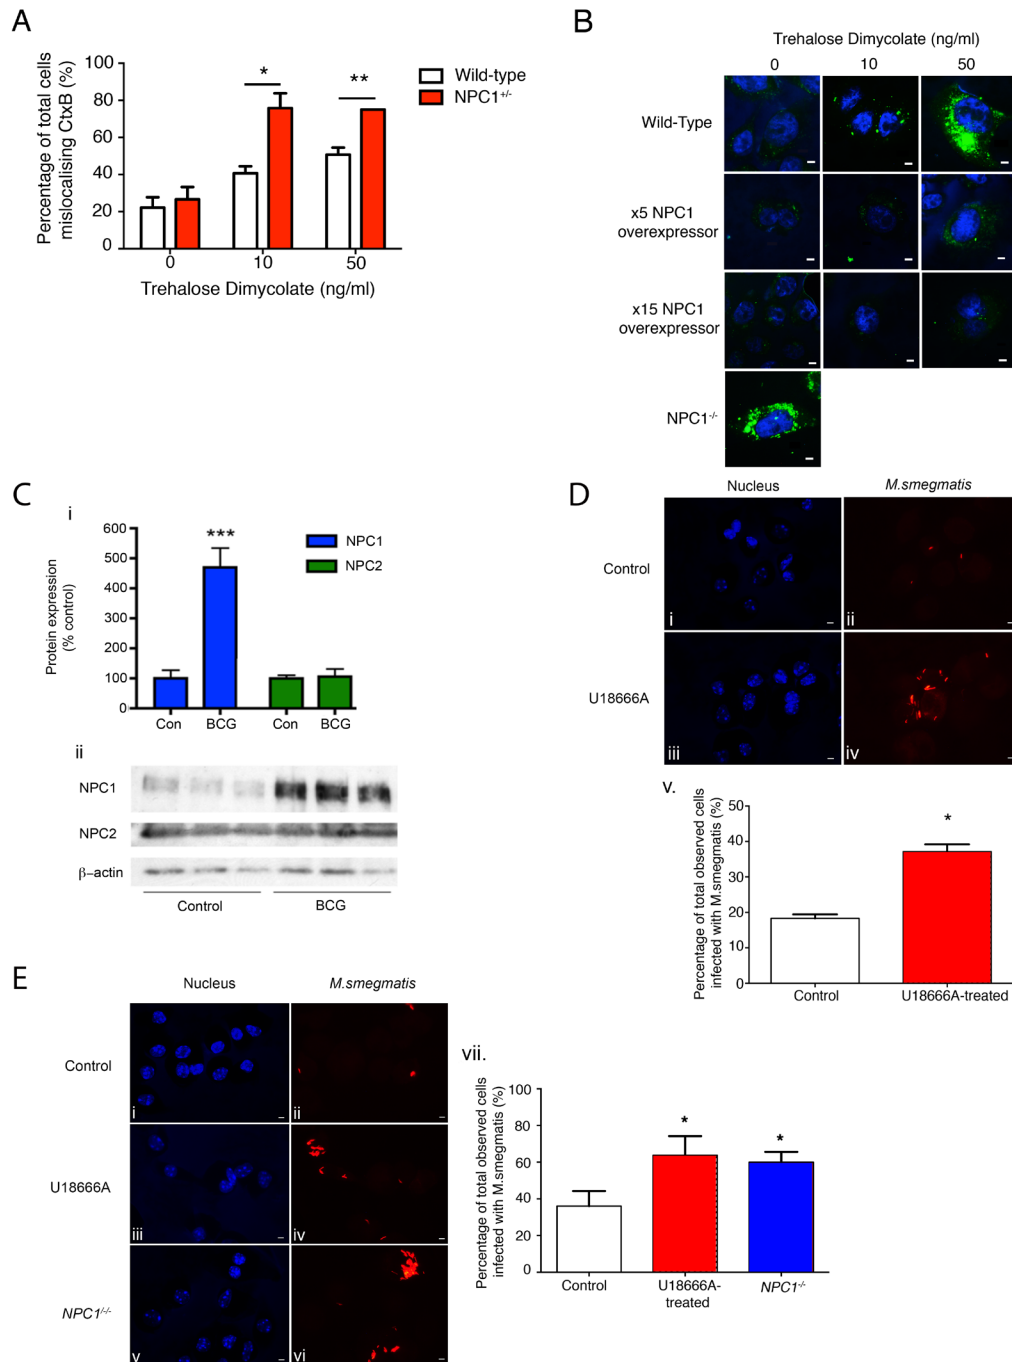 A
Percentage of total cells
mislocalising CtxB (%)
100
80
60
40
20
0
*
**
Wild-type
NPC1+/-
0 10 50
Trehalose Dimycolate (ng/ml)
B
Trehalose Dimycolate (ng/ml)
0 10 50
Wild-Type
x5 NPC1
overexpressor
x15 NPC1
overexpressor
NPC1-/-
C
i
Protein expression
(% control)
600
500
400
300
200
100
0
***
NPC1
NPC2
Con BCG Con BCG
ii
NPC1
NPC2
β-actin
Control BCG
D
Nucleus M.smegmatis
Control
i ii
U18666A
iii iv
v.
Percentage of total observed cells
infected with M.smegmatis (%)
50
40
30
20
10
0
*
Control U18666A-treated
E
Nucleus M.smegmatis
Control
i ii
U18666A
iii iv
NPC1-/-
v vi
vii.
Percentage of total observed cells
infected with M.smegmatis (%)
100
80
60
40
20
0
* *
Control U18666A-
treated NPC1-/-